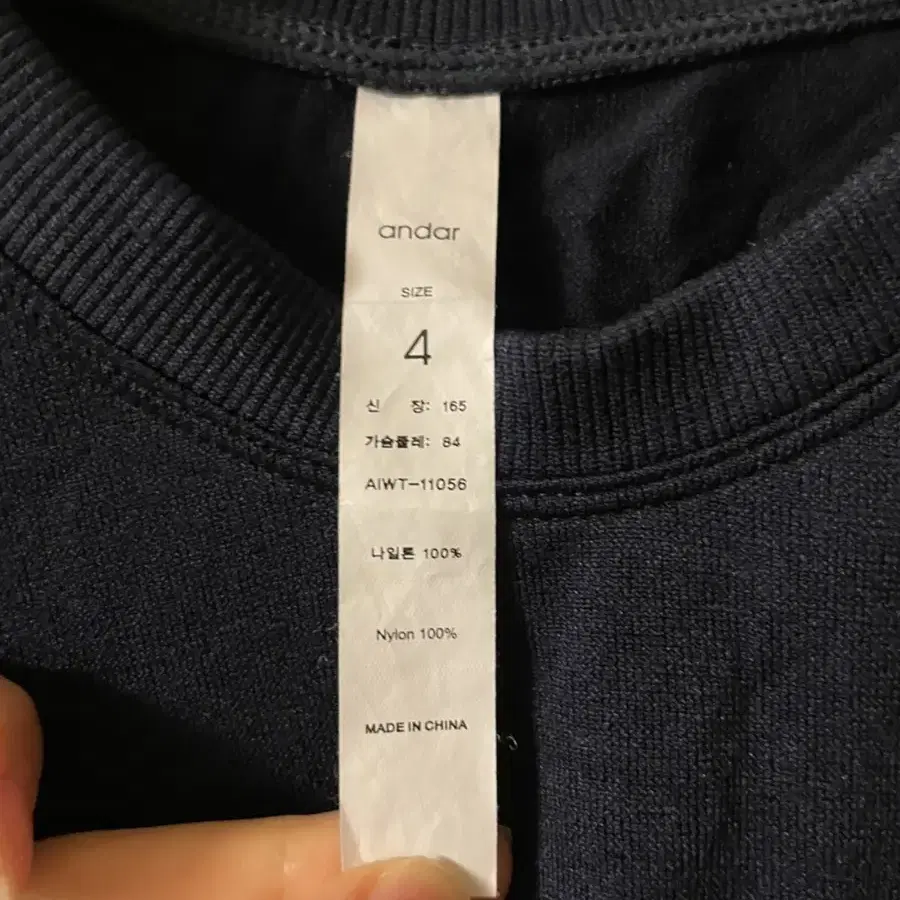 andar
SIZE
4
신 장: 165
가슴둘레: 84
AIWT-11056
나일론 100%
Nylon 100%
MADE IN CHINA